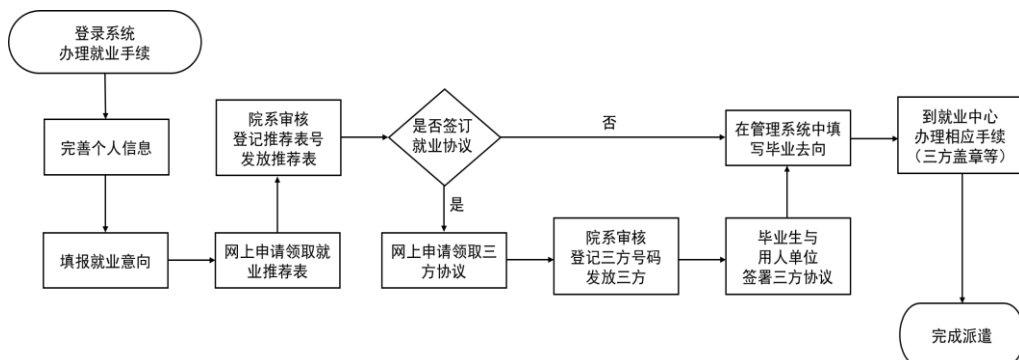 登录系统
办理就业手续
完善个人信息
填报就业意向
网上申请领取就
业推荐表
院系审核
登记推荐表号
发放推荐表
是否签订
就业协议
否
是
网上申请领取三
方协议
院系审核
登记三方号码
发放三方
毕业生与
用人单位
签署三方协议
在管理系统中填
写毕业去向
到就业中心
办理相应手续
（三方盖章等）
完成派遣